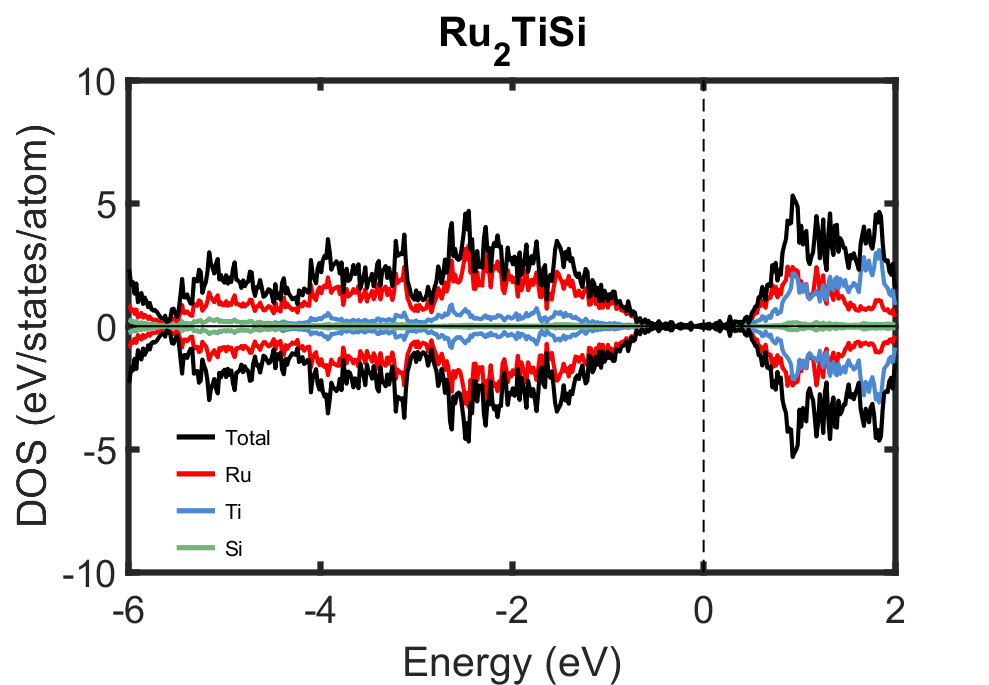 Ru2TiSi
10
5
0
-5
-10
DOS (eV/states/atom)
Total
Ru
Ti
Si
-6 -4 -2 0 2
Energy (eV)